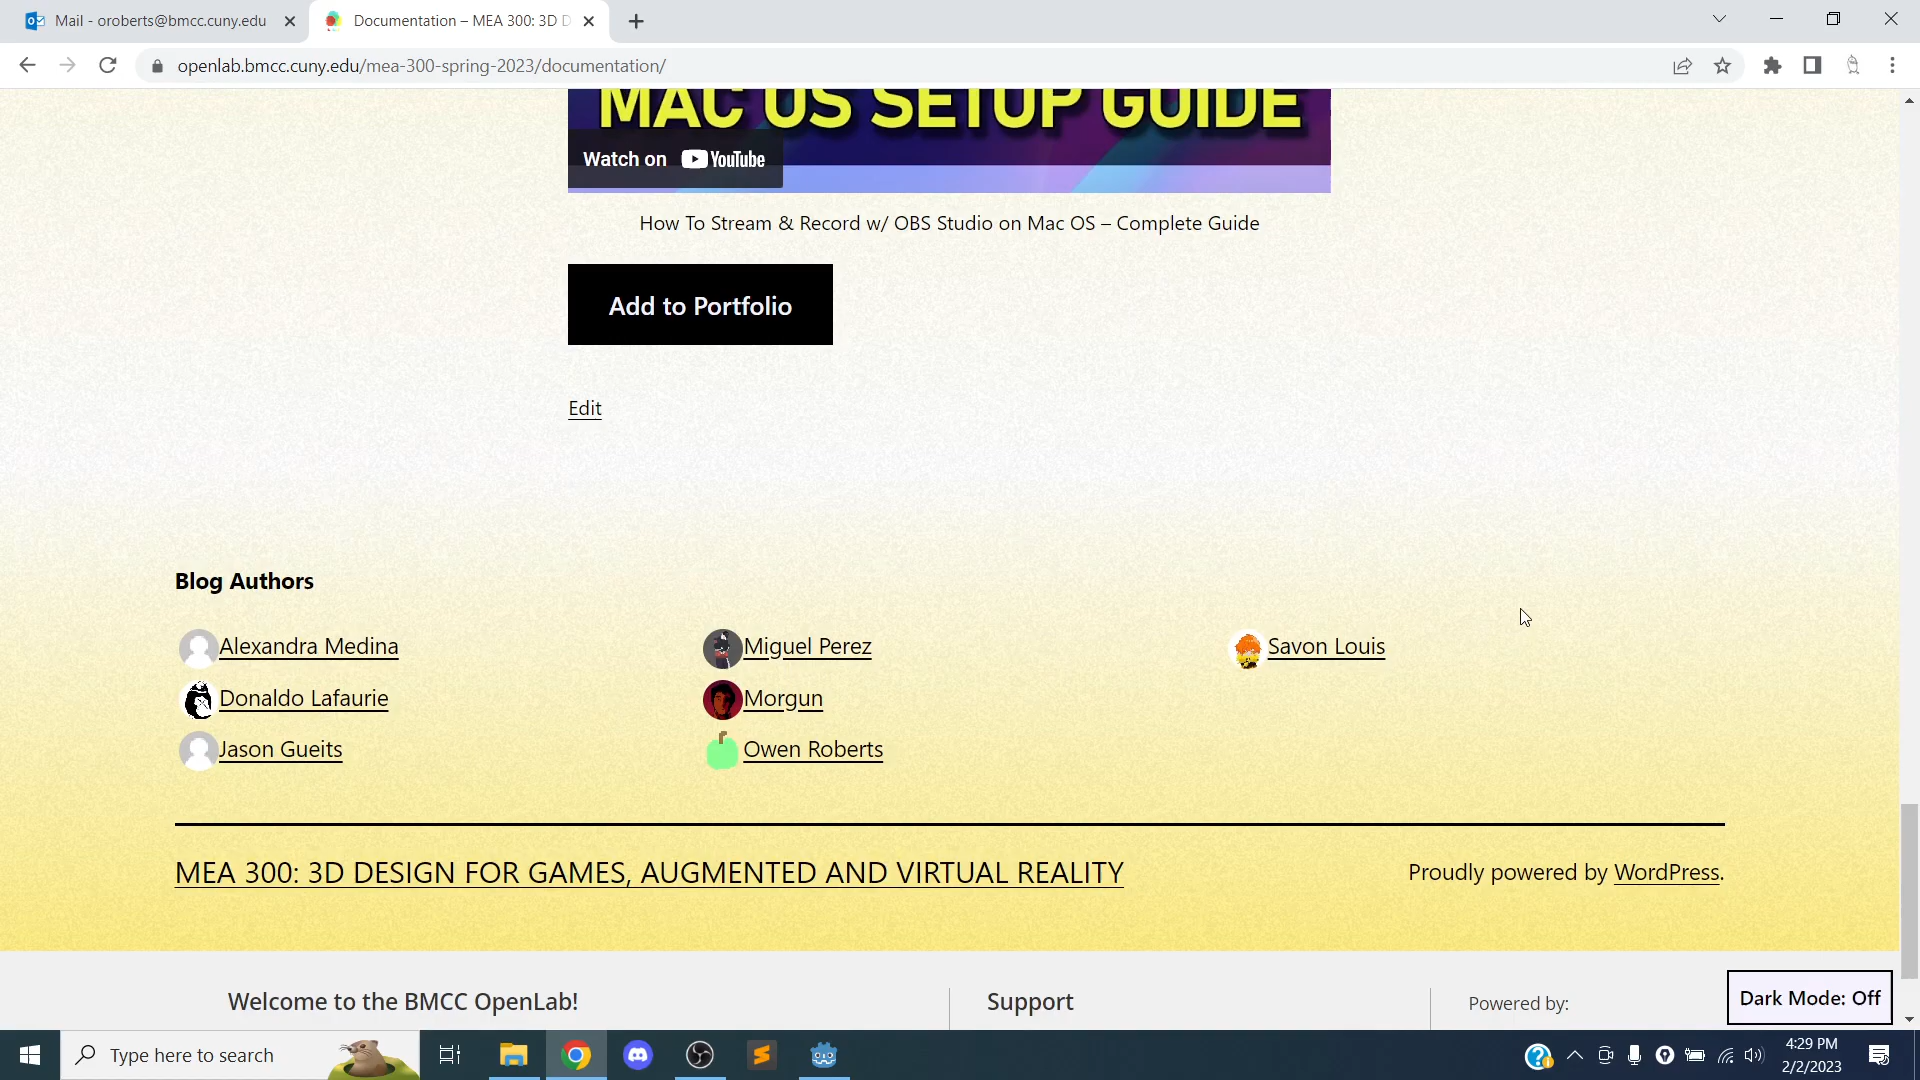 Mail - oroberts@bmcc.cuny.edu
Documentation – MEA 300: 3D D
openlab.bmcc.cuny.edu/mea-300-spring-2023/documentation/
MAC OS SETUP GUIDE
Watch on YouTube
How To Stream & Record w/ OBS Studio on Mac OS – Complete Guide
Add to Portfolio
Edit
Blog Authors
Alexandra Medina
Donaldo Lafaurie
Jason Gueits
Miguel Perez
Morgun
Owen Roberts
Savon Louis
MEA 300: 3D DESIGN FOR GAMES, AUGMENTED AND VIRTUAL REALITY
Proudly powered by WordPress.
Welcome to the BMCC OpenLab!
Support
Powered by:
Dark Mode: Off
Type here to search
4:29 PM
2/2/2023